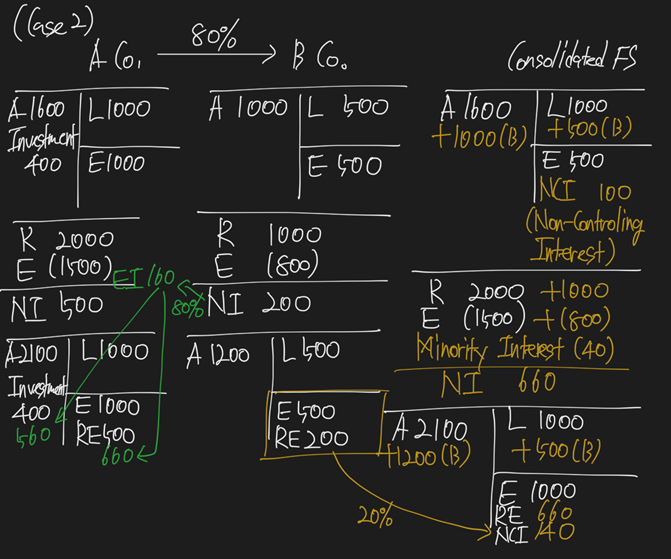 (Case 2)
A Co. 80% B Co. Consolidated FS
A 1600 L 1000
Investment
400 E 1000
A 1000 L 500
E 500
A 1600 L 1000
+1000(B) +500(B)
E 500
NCI 100
(Non-Controling
Interest)
R 2000
E (1500)
EI 160
NI 500
R 1000
E (800)
80% NI 200
R 2000 +1000
E (1500) +(800)
Minority Interest (40)
NI 660
A 2100 L 1000
Investment
400 E 1000
560 RE 500
660
A 1200 L 500
E 500
RE 200
20%
A 2100 L 1000
+1200(B) +500(B)
E 1000
RE 660
NCI 140